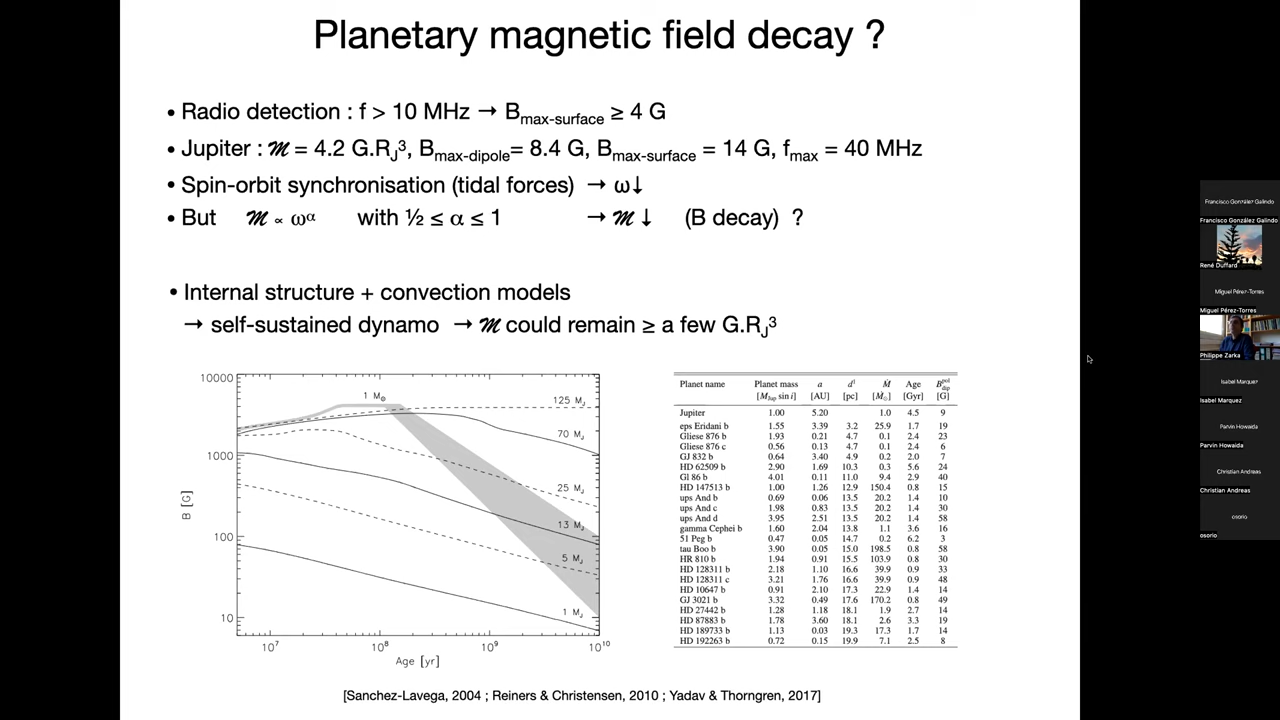 Planetary magnetic field decay ?
• Radio detection : f > 10 MHz → Bmax-surface ≥ 4 G
• Jupiter : 𝓜 = 4.2 G.RJ³, Bmax-dipole= 8.4 G, Bmax-surface = 14 G, fmax = 40 MHz
• Spin-orbit synchronisation (tidal forces) → ω↓
• But 𝓜 ∝ ωα with ½ ≤ α ≤ 1 → 𝓜 ↓ (B decay) ?
• Internal structure + convection models
→ self-sustained dynamo → 𝓜 could remain ≥ a few G.RJ³
10000
1000
100
10
B [G]
1 M⊙
125 MJ
70 MJ
25 MJ
13 MJ
5 MJ
1 MJ
10⁷ 10⁸ 10⁹ 10¹⁰
Age [yr]
Planet name Planet mass a d¹ Ṁ Age Bdip pol
[MJup sin i] [AU] [pc] [Ṁ⊙] [Gyr] [G]
Jupiter 1.00 5.20 1.0 4.5 9
eps Eridani b 1.55 3.39 3.2 25.9 1.7 19
Gliese 876 b 1.93 0.21 4.7 0.1 2.4 23
Gliese 876 c 0.56 0.13 4.7 0.1 2.4 6
GJ 832 b 0.64 3.40 4.9 0.2 2.0 7
HD 62509 b 2.90 1.69 10.3 0.3 5.6 24
Gl 86 b 4.01 0.11 11.0 9.4 2.9 40
HD 147513 b 1.00 1.26 12.9 150.4 0.8 15
ups And b 0.69 0.06 13.5 20.2 1.4 10
ups And c 1.98 0.83 13.5 20.2 1.4 30
ups And d 3.95 2.51 13.5 20.2 1.4 58
gamma Cephei b 1.60 2.04 13.8 1.1 3.6 16
51 Peg b 0.47 0.05 14.7 0.2 6.2 3
tau Boo b 3.90 0.05 15.0 198.5 0.8 58
HR 810 b 1.94 0.91 15.5 103.9 0.8 30
HD 128311 b 2.18 1.10 16.6 39.9 0.9 33
HD 128311 c 3.21 1.76 16.6 39.9 0.9 48
HD 10647 b 0.91 2.10 17.3 22.9 1.4 14
GJ 3021 b 3.32 0.49 17.6 170.2 0.8 49
HD 27442 b 1.28 1.18 18.1 1.9 2.7 14
HD 87883 b 1.78 3.60 18.1 2.6 3.3 19
HD 189733 b 1.13 0.03 19.3 17.3 1.7 14
HD 192263 b 0.72 0.15 19.9 7.1 2.5 8
[Sanchez-Lavega, 2004 ; Reiners & Christensen, 2010 ; Yadav & Thorngren, 2017]
Francisco González Galindo
Francisco González Galindo
René Duffard
Miguel Pérez-Torres
Miguel Pérez-Torres
Philippe Zarka
Isabel Marquez
Isabel Marquez
Parvin Howaida
Parvin Howaida
Christian Andreas
Christian Andreas
osorio
osorio